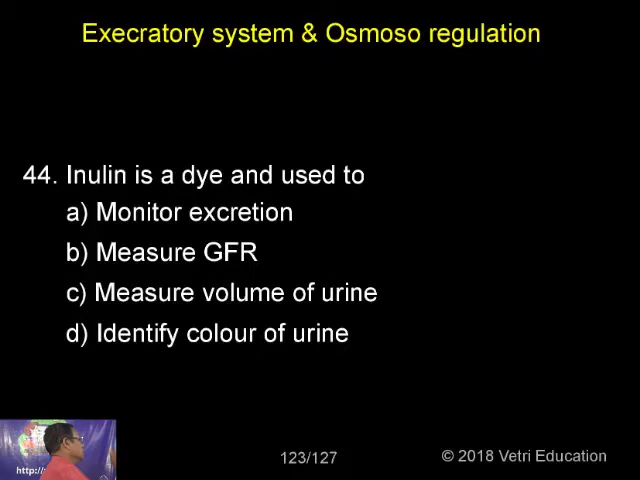 Execratory system & Osmoso regulation
44. Inulin is a dye and used to
a) Monitor excretion
b) Measure GFR
c) Measure volume of urine
d) Identify colour of urine
http://
123/127
© 2018 Vetri Education